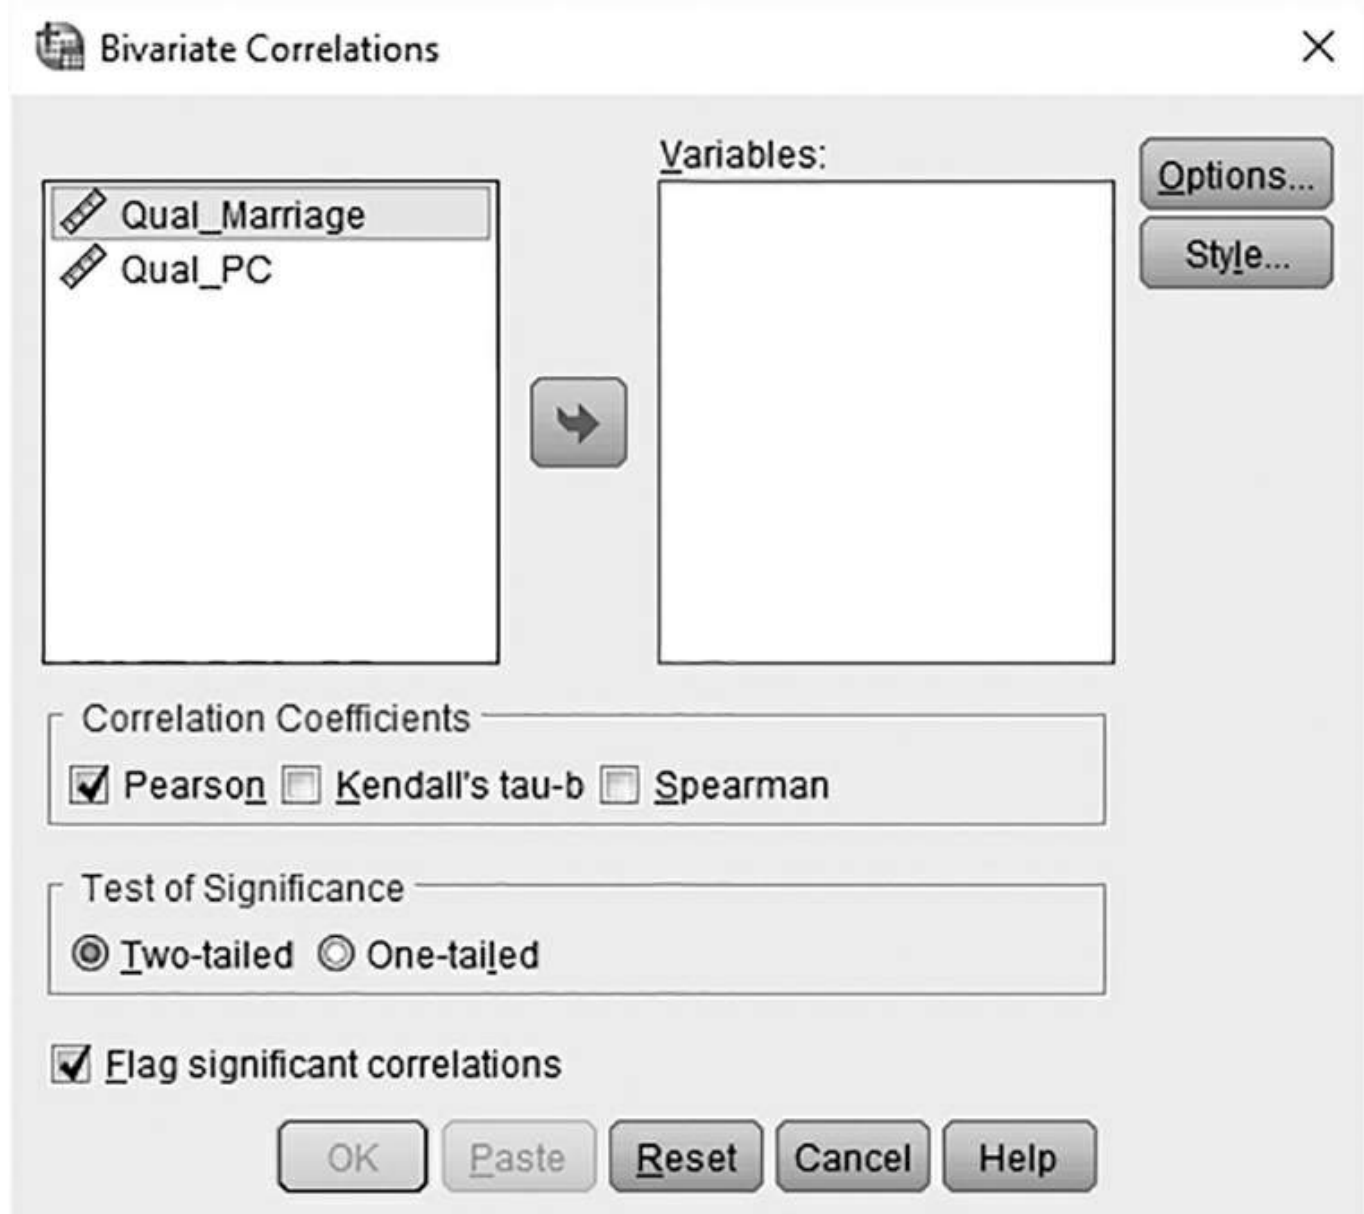 Bivariate Correlations
Variables:
Qual_Marriage
Qual_PC
Options...
Style...
Correlation Coefficients
Pearson Kendall's tau-b Spearman
Test of Significance
Two-tailed One-tailed
Flag significant correlations
OK Paste Reset Cancel Help